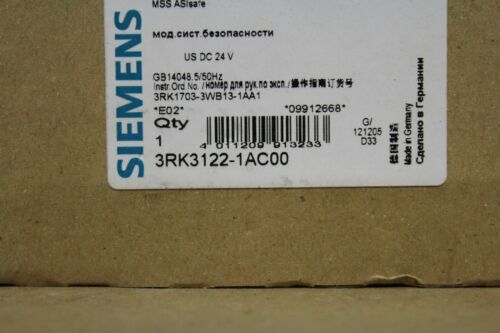 MSS ASIsafe
мод.сист.безопасности
US DC 24 V
GB14048.5/50Hz
Instr.Ord No. /номер для рук.по экспл./操作指南订货号
3RK1703-3WB13-1AA1
*E02*
*09912668*
Qty
1
4 011209 913233
3RK3122-1AC00
G/
121205
D33
SIEMENS
德国制造
Made in Germany
Сделано в Германии